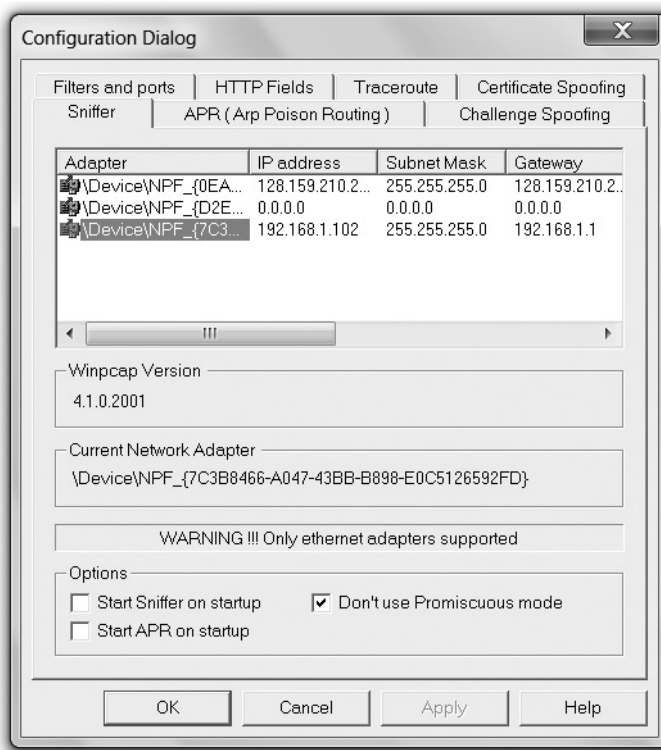 Configuration Dialog
X
Filters and ports HTTP Fields Traceroute Certificate Spoofing
Sniffer APR ( Arp Poison Routing ) Challenge Spoofing
Adapter IP address Subnet Mask Gateway
\Device\NPF_{0EA... 128.159.210.2... 255.255.255.0 128.159.210.2..
\Device\NPF_{D2E... 0.0.0.0 0.0.0.0 0.0.0.0
\Device\NPF_{7C3... 192.168.1.102 255.255.255.0 192.168.1.1
Winpcap Version
4.1.0.2001
Current Network Adapter
\Device\NPF_{7C3B8466-A047-43BB-B898-E0C5126592FD}
WARNING !!! Only ethernet adapters supported
Options
Start Sniffer on startup Don't use Promiscuous mode
Start APR on startup
OK Cancel Apply Help